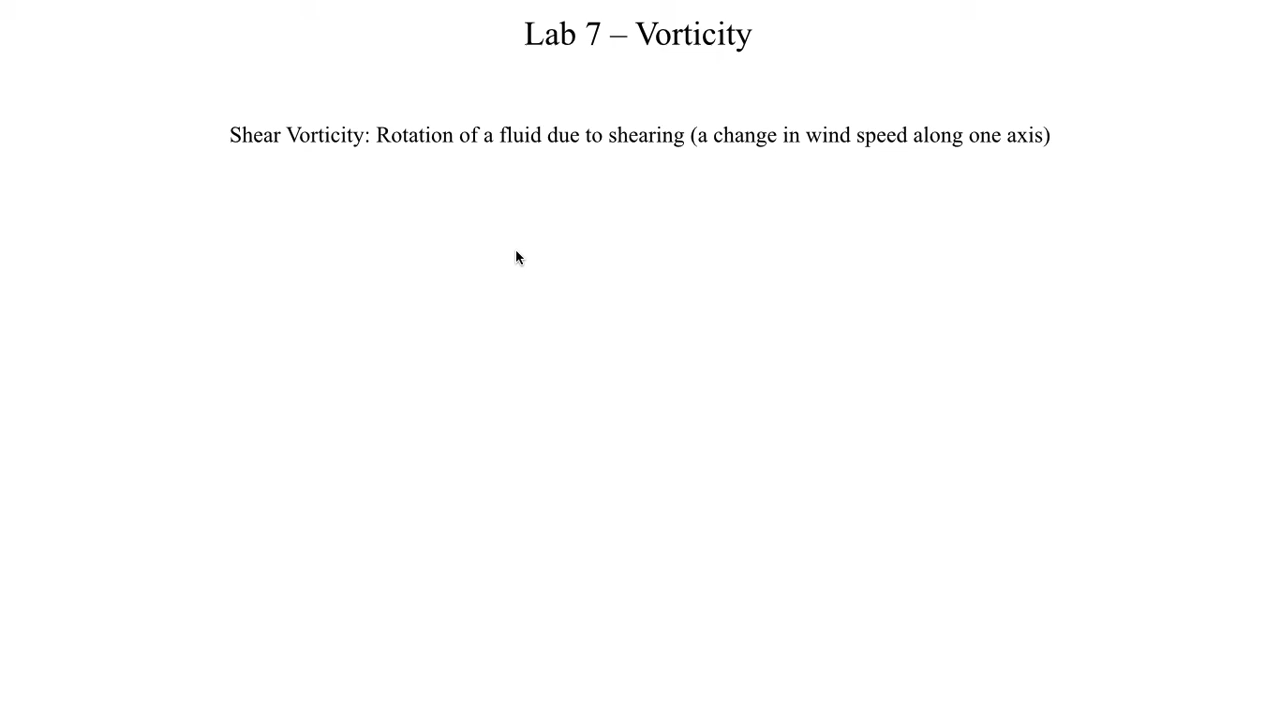 Lab 7 – Vorticity
Shear Vorticity: Rotation of a fluid due to shearing (a change in wind speed along one axis)